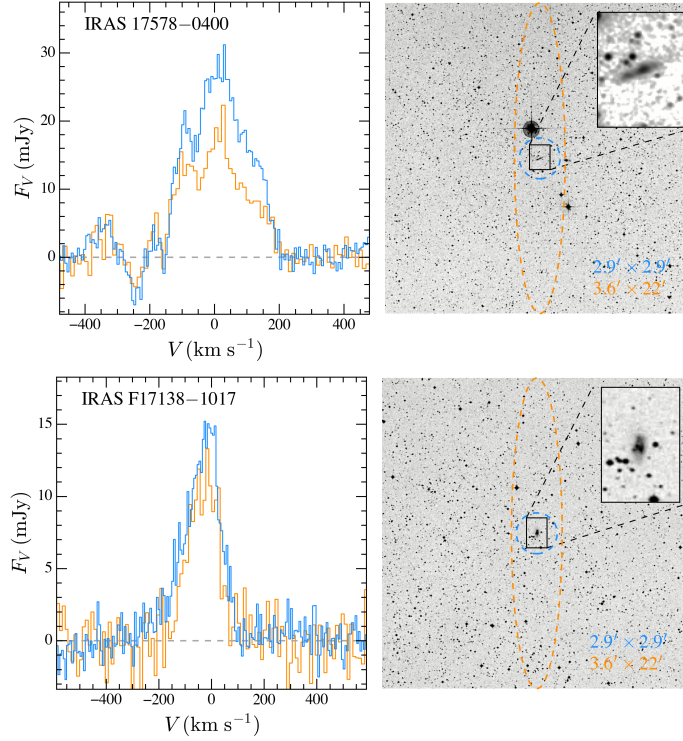 IRAS 17578−0400
30
20
10
0
F_V (mJy)
−400 −200 0 200 400
V (km s⁻¹)
2.9′ × 2.9′
3.6′ × 22′
IRAS F17138−1017
15
10
5
0
F_V (mJy)
−400 −200 0 200 400
V (km s⁻¹)
2.9′ × 2.9′
3.6′ × 22′